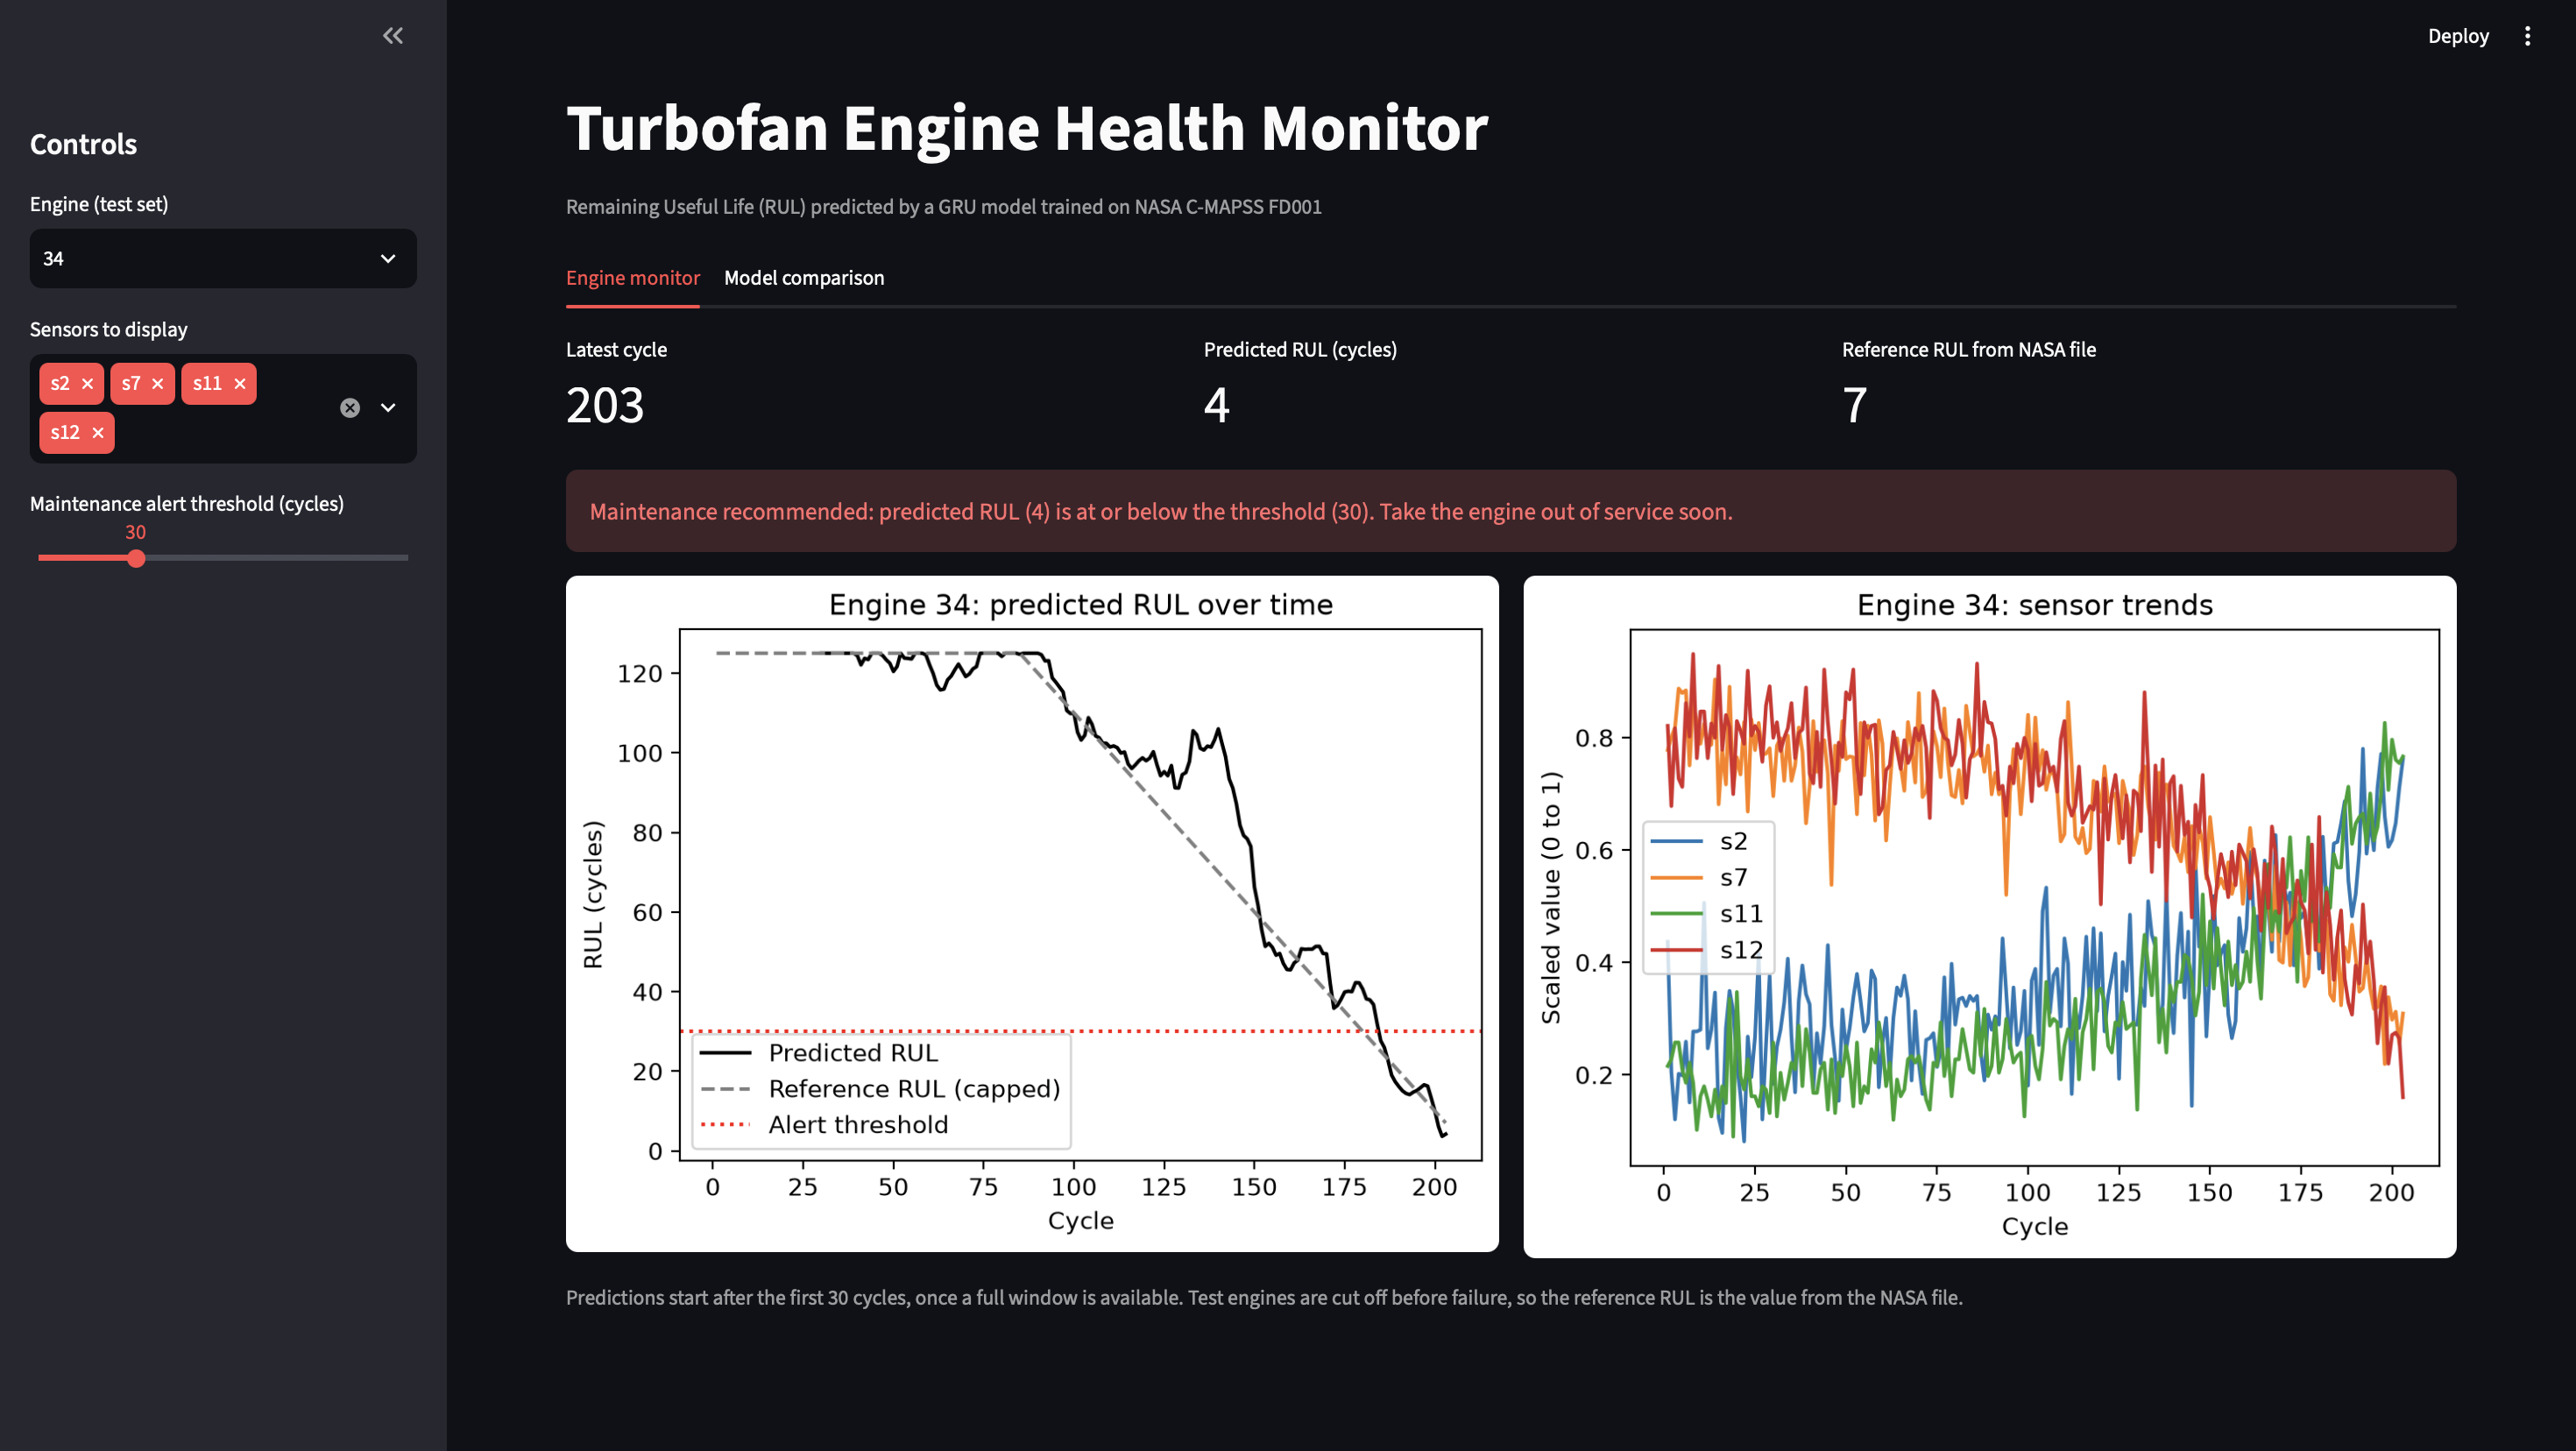 Deploy
Controls
Engine (test set)
34
Sensors to display
s2 s7 s11
s12
Maintenance alert threshold (cycles)
30
Turbofan Engine Health Monitor
Remaining Useful Life (RUL) predicted by a GRU model trained on NASA C-MAPSS FD001
Engine monitor Model comparison
Latest cycle Predicted RUL (cycles) Reference RUL from NASA file
203 4 7
Maintenance recommended: predicted RUL (4) is at or below the threshold (30). Take the engine out of service soon.
Engine 34: predicted RUL over time
RUL (cycles)
120
100
80
60
40
20
0
Predicted RUL
Reference RUL (capped)
Alert threshold
0 25 50 75 100 125 150 175 200
Cycle
Engine 34: sensor trends
Scaled value (0 to 1)
0.8
0.6
0.4
0.2
s2
s7
s11
s12
0 25 50 75 100 125 150 175 200
Cycle
Predictions start after the first 30 cycles, once a full window is available. Test engines are cut off before failure, so the reference RUL is the value from the NASA file.